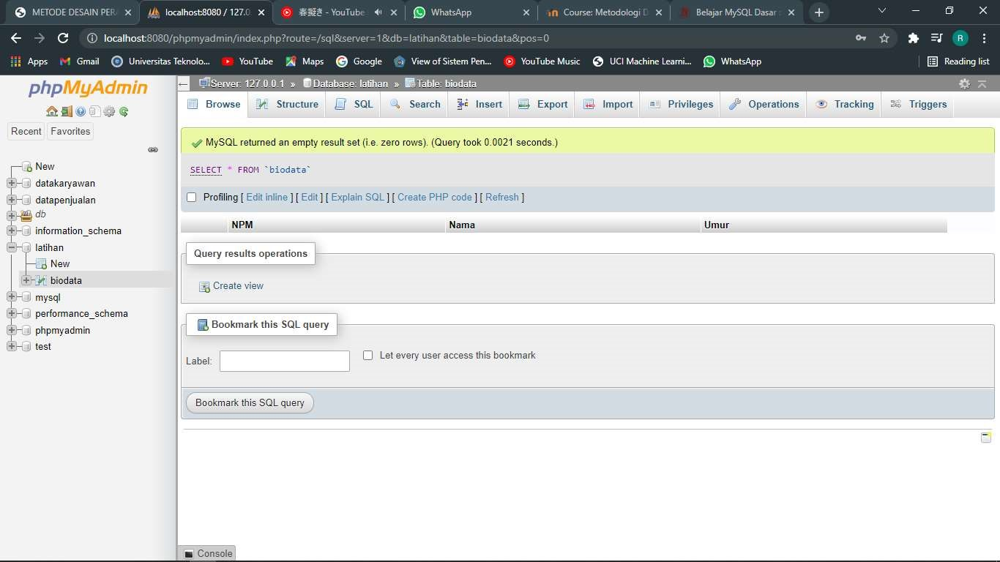 METODE DESAIN PER
localhost:8080 / 127.0.
春擬き - YouTube
WhatsApp
Course: Metodologi D
Belajar MySQL Dasar
localhost:8080/phpmyadmin/index.php?route=/sql&server=1&db=latihan&table=biodata&pos=0
R
Apps
Gmail
Universitas Teknolo...
YouTube
Maps
Google
View of Sistem Pen...
YouTube Music
UCI Machine Learni...
WhatsApp
Reading list
phpMyAdmin
Recent
Favorites
New
datakaryawan
datapenjualan
db
information_schema
latihan
New
biodata
mysql
performance_schema
phpmyadmin
test
Server: 127.0.0.1 » Database: latihan » Table: biodata
Browse
Structure
SQL
Search
Insert
Export
Import
Privileges
Operations
Tracking
Triggers
MySQL returned an empty result set (i.e. zero rows). (Query took 0.0021 seconds.)
SELECT * FROM `biodata`
Profiling [ Edit inline ] [ Edit ] [ Explain SQL ] [ Create PHP code ] [ Refresh ]
NPM Nama Umur
Query results operations
Create view
Bookmark this SQL query
Label:
Let every user access this bookmark
Bookmark this SQL query
Console